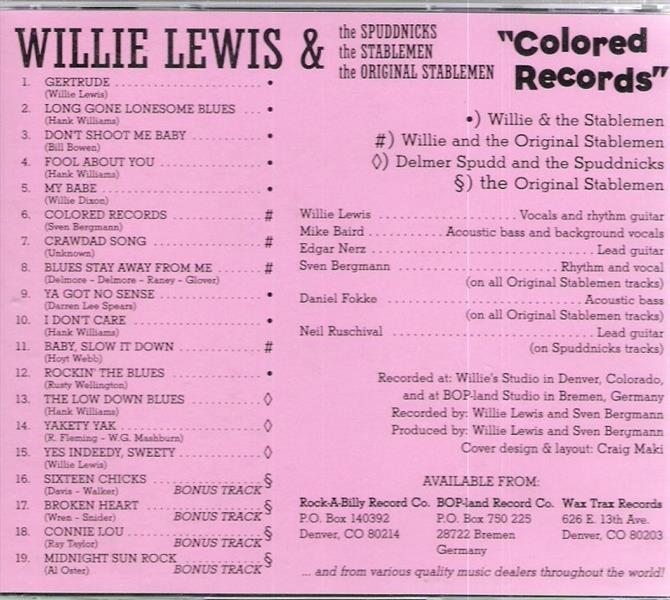 WILLIE LEWIS &
the SPUDDNICKS
the STABLEMEN
the ORIGINAL STABLEMEN
"Colored
Records"
1. GERTRUDE •
(Willie Lewis)
2. LONG GONE LONESOME BLUES •
(Hank Williams)
3. DON'T SHOOT ME BABY •
(Bill Bowen)
4. FOOL ABOUT YOU •
(Hank Williams)
5. MY BABE •
(Willie Dixon)
6. COLORED RECORDS #
(Sven Bergmann)
7. CRAWDAD SONG #
(Unknown)
8. BLUES STAY AWAY FROM ME #
(Delmore - Delmore - Raney - Glover)
9. YA GOT NO SENSE •
(Darren Lee Spears)
10. I DON'T CARE •
(Hank Williams)
11. BABY, SLOW IT DOWN #
(Hoyt Webb)
12. ROCKIN' THE BLUES •
(Rusty Wellington)
13. THE LOW DOWN BLUES ◊
(Hank Williams)
14. YAKETY YAK ◊
(R. Fleming - W.G. Mashburn)
15. YES INDEEDY, SWEETY ◊
(Willie Lewis)
16. SIXTEEN CHICKS §
(Davis - Walker) BONUS TRACK
17. BROKEN HEART §
(Wren - Snider) BONUS TRACK
18. CONNIE LOU §
(Ray Taylor) BONUS TRACK
19. MIDNIGHT SUN ROCK §
(Al Oster) BONUS TRACK
•) Willie & the Stablemen
#) Willie and the Original Stablemen
◊) Delmer Spudd and the Spuddnicks
§) the Original Stablemen
Willie Lewis Vocals and rhythm guitar
Mike Baird Acoustic bass and background vocals
Edgar Nerz Lead guitar
Sven Bergmann Rhythm and vocal
(on all Original Stablemen tracks)
Daniel Fokke Acoustic bass
(on all Original Stablemen tracks)
Neil Ruschival Lead guitar
(on Spuddnicks tracks)
Recorded at: Willie's Studio in Denver, Colorado,
and at BOP-land Studio in Bremen, Germany
Recorded by: Willie Lewis and Sven Bergmann
Produced by: Willie Lewis and Sven Bergmann
Cover design & layout: Craig Maki
AVAILABLE FROM:
Rock-A-Billy Record Co.
P.O. Box 140392
Denver, CO 80214
BOP-land Record Co.
P.O. Box 750 225
28722 Bremen
Germany
Wax Trax Records
626 E. 13th Ave.
Denver, CO 80203
... and from various quality music dealers throughout the world!